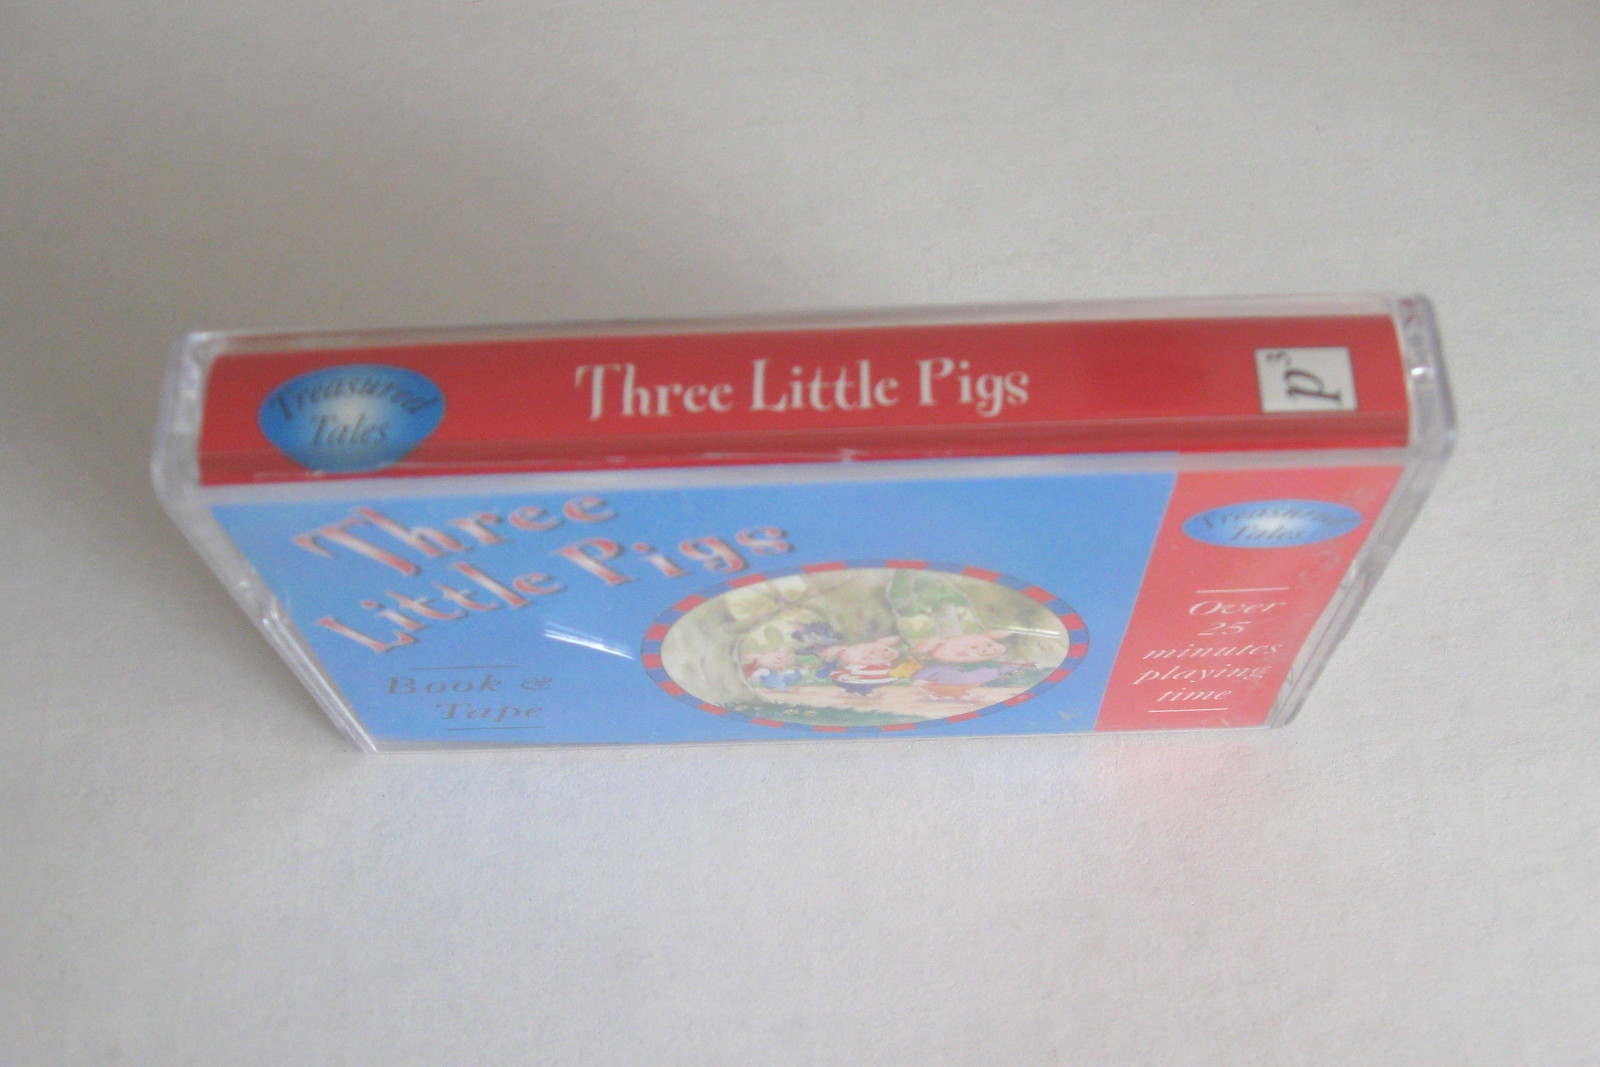 Treasured
Tales
Three Little Pigs
p3
Three
Little Pigs
Book &
Tape
Treasured
Tales
Over
25
minutes
playing
time